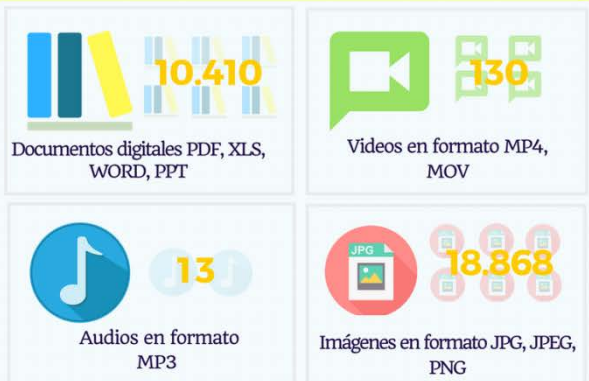 10.410
Documentos digitales PDF, XLS,
WORD, PPT
130
Videos en formato MP4,
MOV
13
Audios en formato
MP3
JPG
18.868
Imágenes en formato JPG, JPEG,
PNG